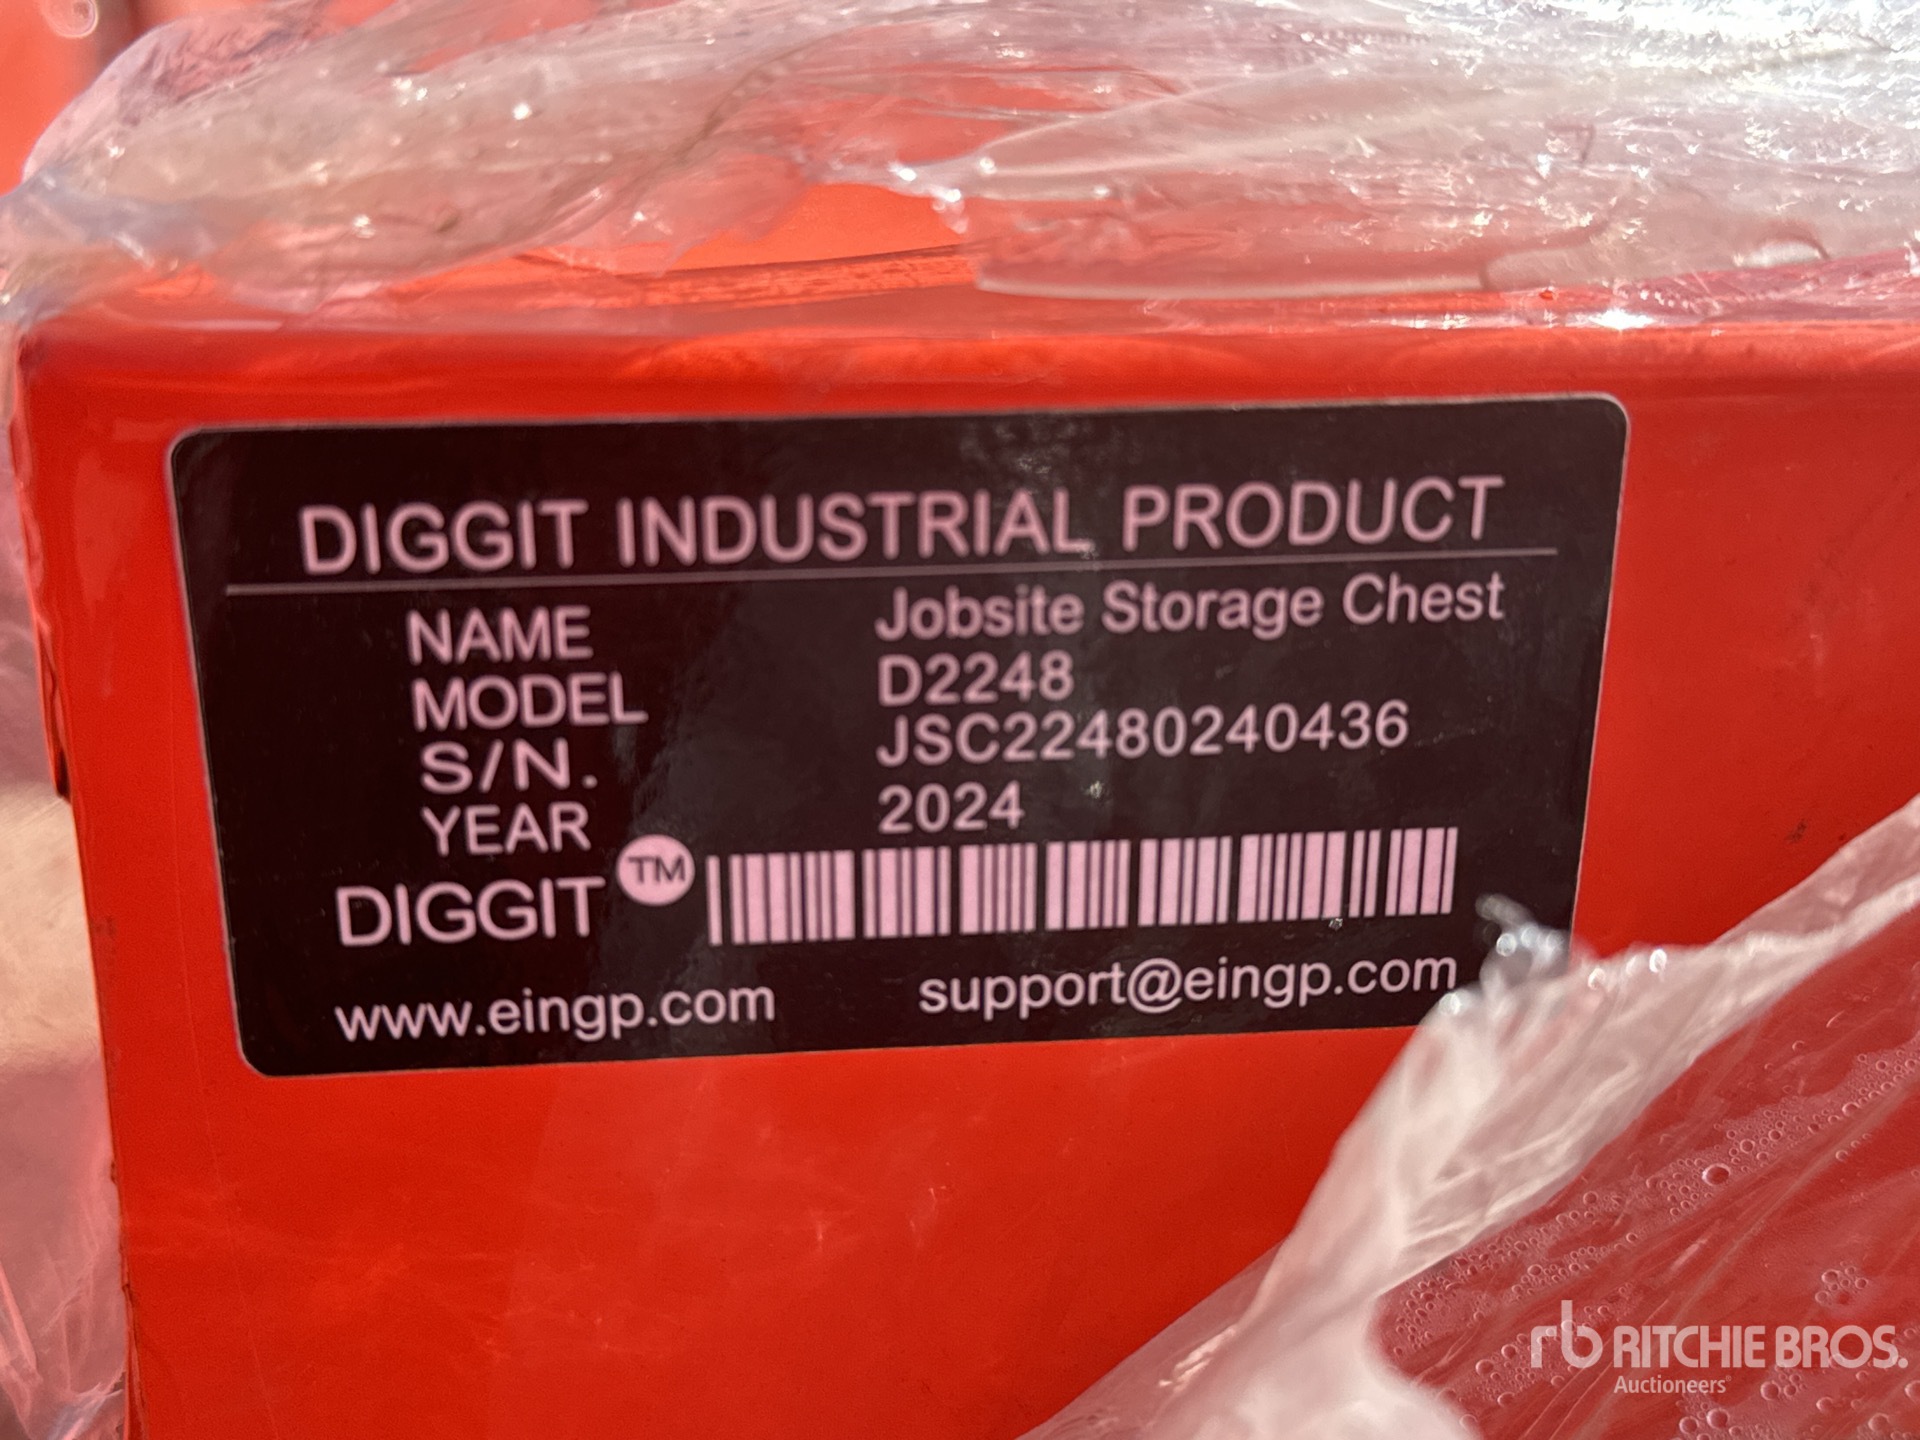 DIGGIT INDUSTRIAL PRODUCT
NAME Jobsite Storage Chest
MODEL D2248
S/N. JSC22480240436
YEAR 2024
DIGGIT TM
www.eingp.com support@eingp.com
rb RITCHIE BROS.
Auctioneers